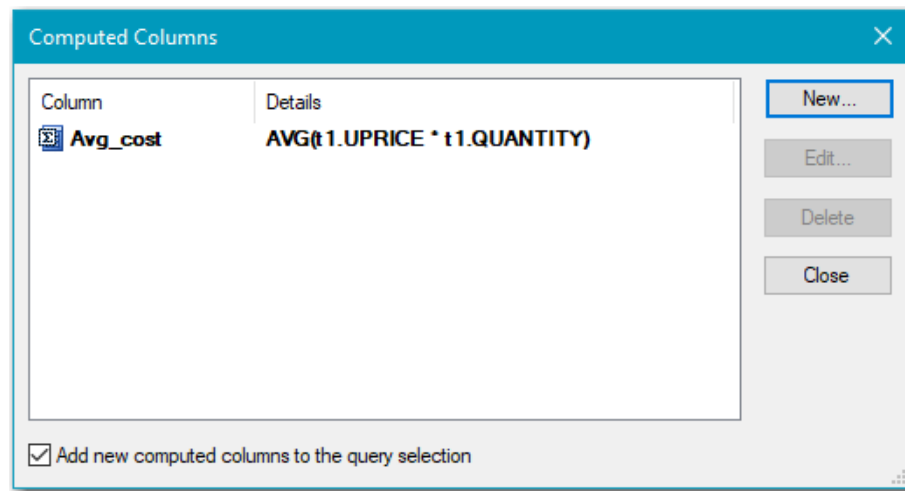 Computed Columns
Column Details
Avg_cost AVG(t1.UPRICE * t1.QUANTITY)
New...
Edit...
Delete
Close
Add new computed columns to the query selection